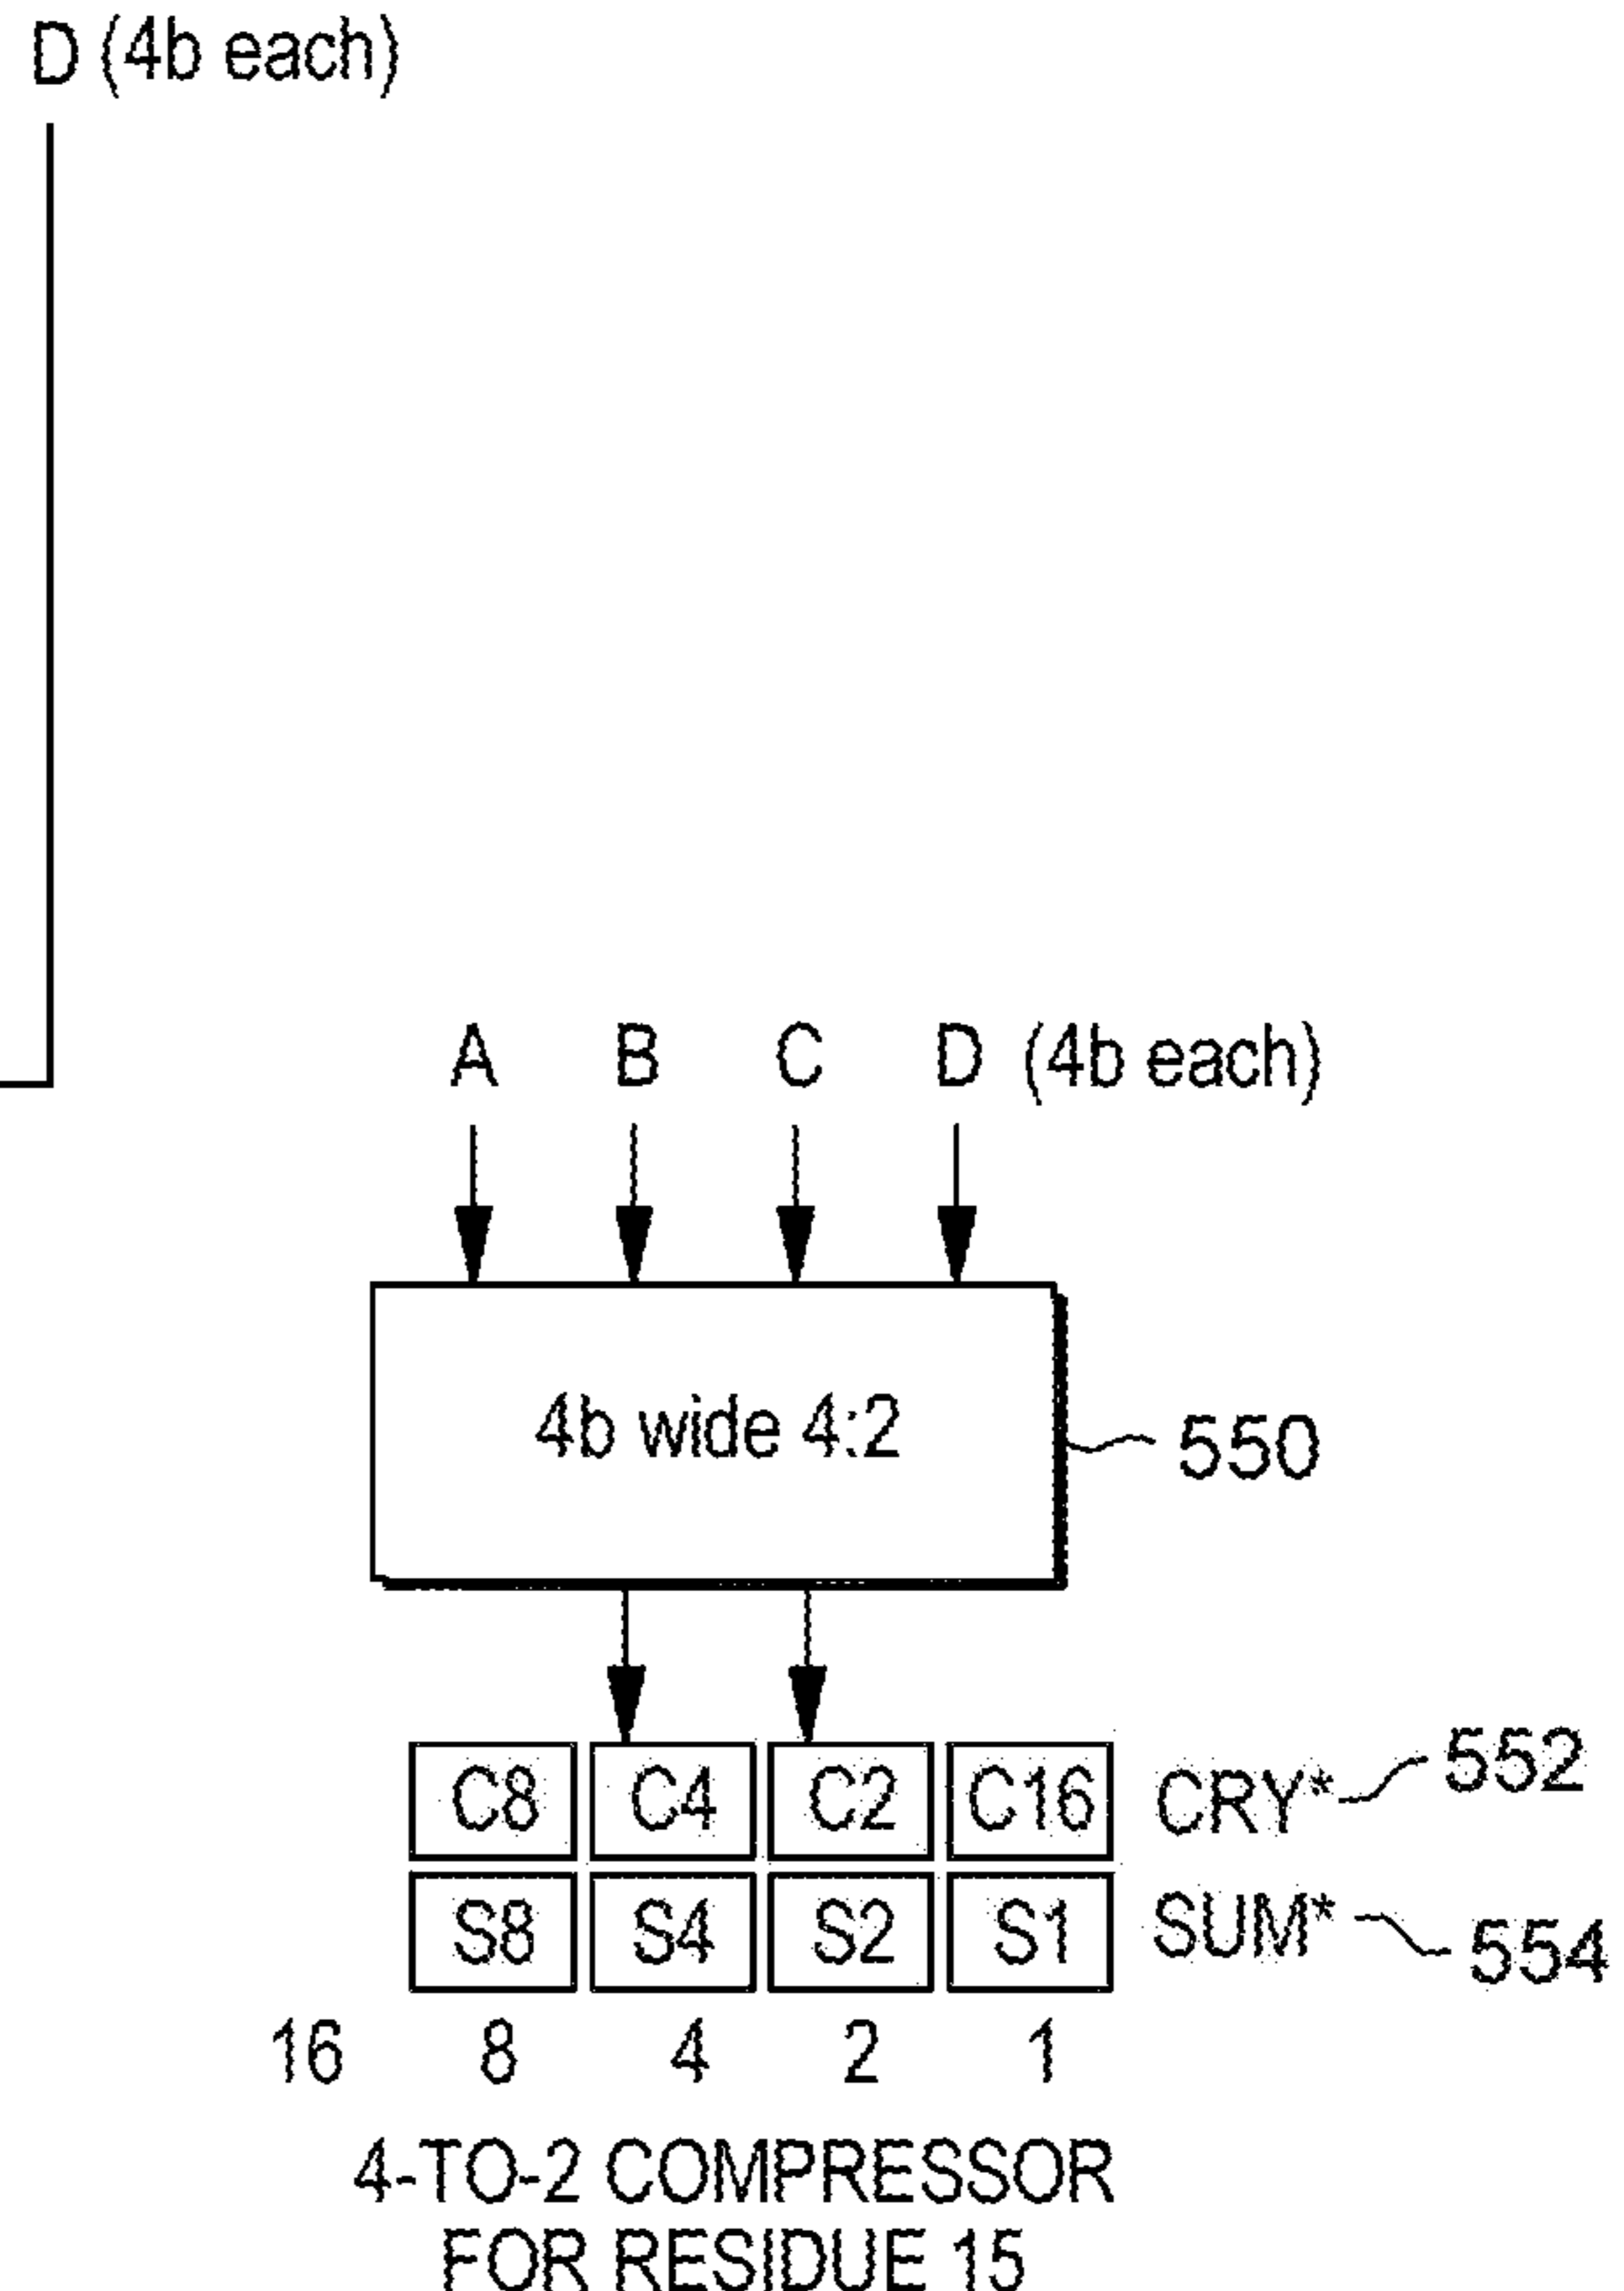 D (4b each)
A B C D (4b each)
4b wide 4:2
550
C8 C4 C2 C16 CRY* 552
S8 S4 S2 S1 SUM* 554
16 8 4 2 1
4-TO-2 COMPRESSOR
FOR RESIDUE 15